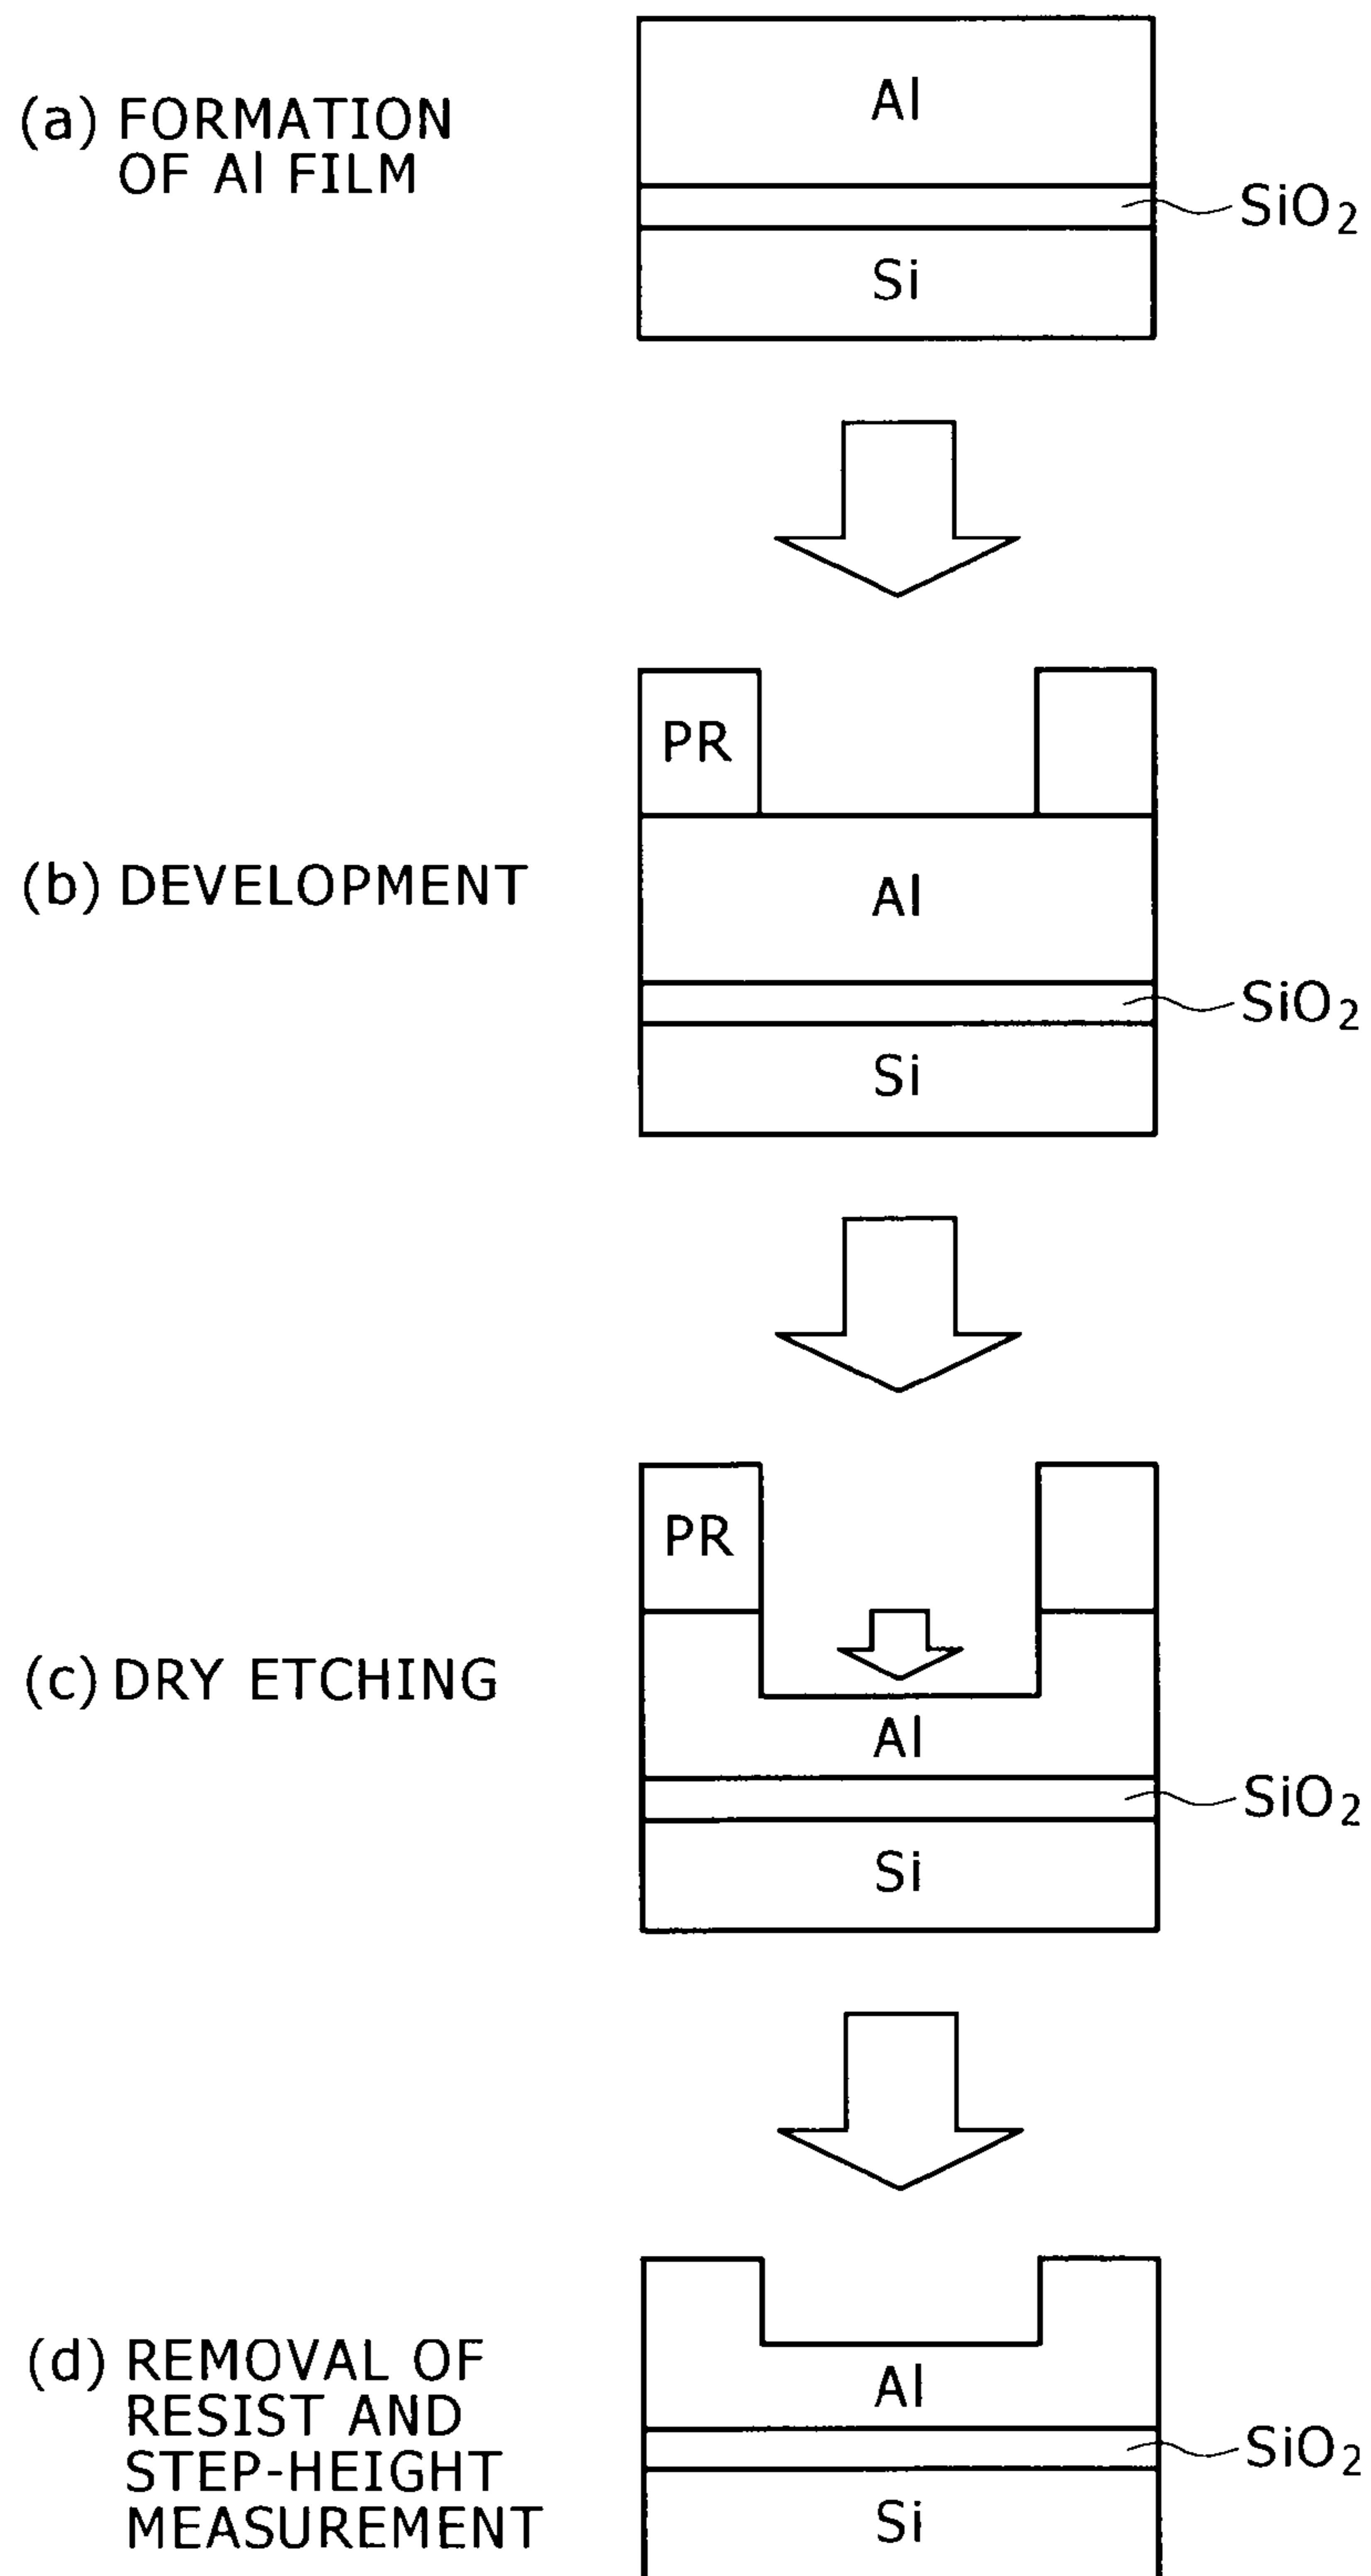 (a) FORMATION
OF Al FILM
Al
SiO₂
Si
PR
(b) DEVELOPMENT
Al
SiO₂
Si
PR
(c) DRY ETCHING
Al
SiO₂
Si
(d) REMOVAL OF
RESIST AND
STEP-HEIGHT
MEASUREMENT
Al
SiO₂
Si